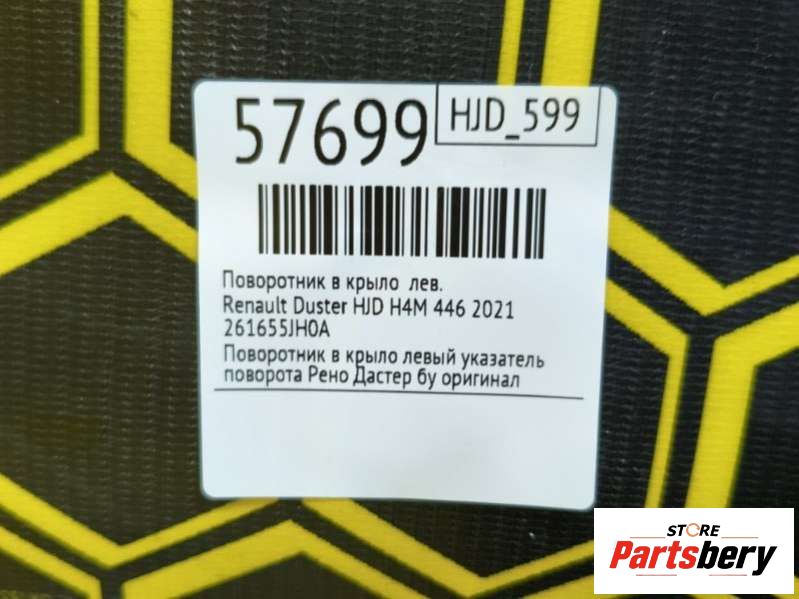 57699
HJD_599
Поворотник в крыло лев.
Renault Duster HJD H4M 446 2021
261655JH0A
Поворотник в крыло левый указатель
поворота Рено Дастер бу оригинал
STORE
Partsbery